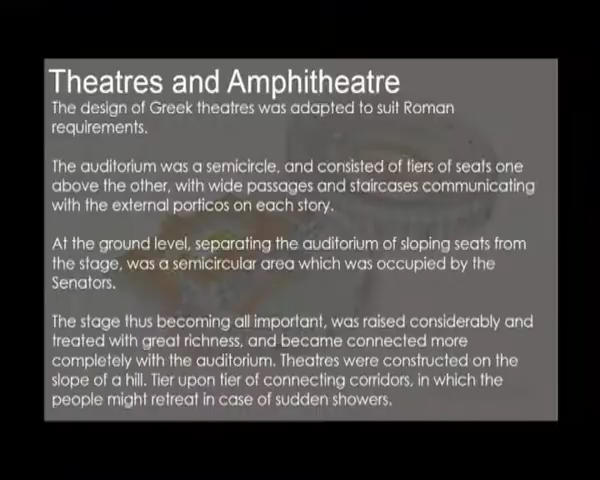 Theatres and Amphitheatre
The design of Greek theatres was adapted to suit Roman
requirements.
The auditorium was a semicircle, and consisted of tiers of seats one
above the other, with wide passages and staircases communicating
with the external porticos on each story.
At the ground level, separating the auditorium of sloping seats from
the stage, was a semicircular area which was occupied by the
Senators.
The stage thus becoming all important, was raised considerably and
treated with great richness, and became connected more
completely with the auditorium. Theatres were constructed on the
slope of a hill. Tier upon tier of connecting corridors, in which the
people might retreat in case of sudden showers.